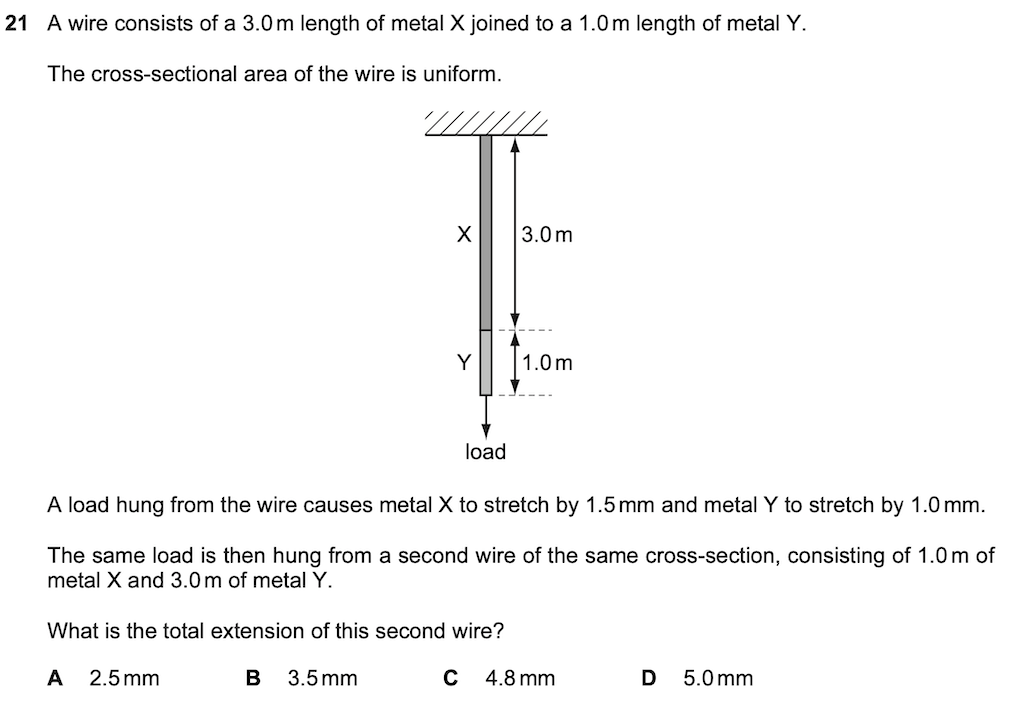 21 A wire consists of a 3.0 m length of metal X joined to a 1.0 m length of metal Y.
The cross-sectional area of the wire is uniform.
X 3.0 m
Y 1.0 m
load
A load hung from the wire causes metal X to stretch by 1.5 mm and metal Y to stretch by 1.0 mm.
The same load is then hung from a second wire of the same cross-section, consisting of 1.0 m of
metal X and 3.0 m of metal Y.
What is the total extension of this second wire?
A 2.5 mm B 3.5 mm C 4.8 mm D 5.0 mm